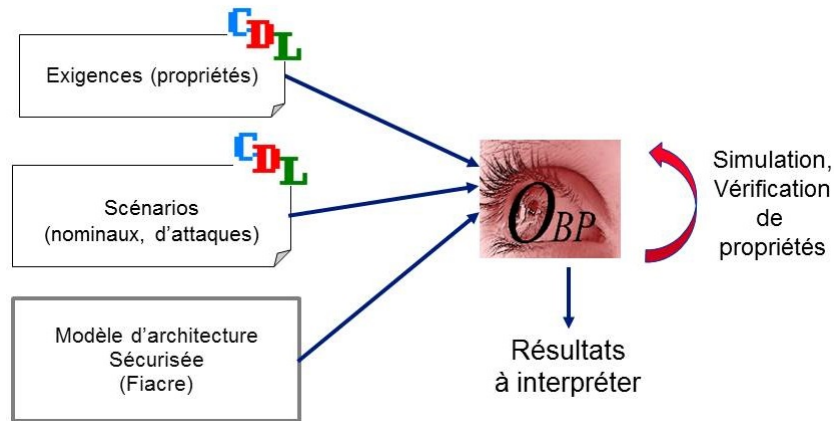 CDL
Exigences (propriétés)
CDL
Scénarios
(nominaux, d'attaques)
Modèle d'architecture
Sécurisée
(Fiacre)
OBP
Simulation,
Vérification
de
propriétés
Résultats
à interpréter